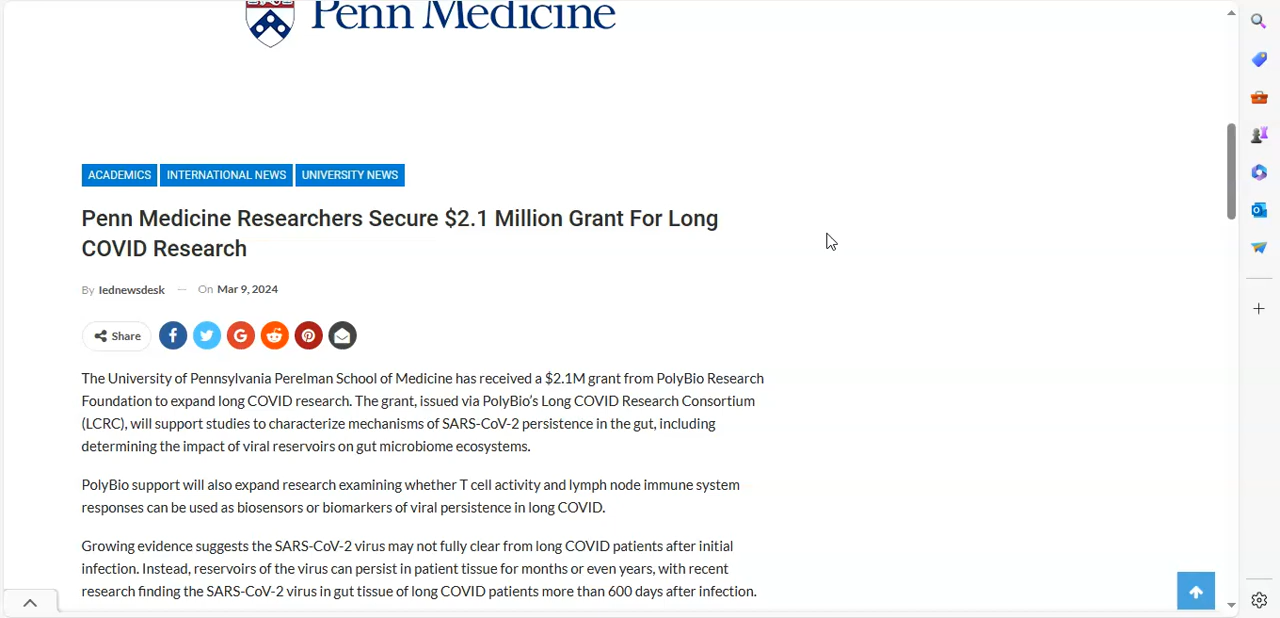 Penn Medicine
ACADEMICS INTERNATIONAL NEWS UNIVERSITY NEWS
Penn Medicine Researchers Secure $2.1 Million Grant For Long
COVID Research
By Iednewsdesk — On Mar 9, 2024
Share
The University of Pennsylvania Perelman School of Medicine has received a $2.1M grant from PolyBio Research
Foundation to expand long COVID research. The grant, issued via PolyBio’s Long COVID Research Consortium
(LCRC), will support studies to characterize mechanisms of SARS-CoV-2 persistence in the gut, including
determining the impact of viral reservoirs on gut microbiome ecosystems.
PolyBio support will also expand research examining whether T cell activity and lymph node immune system
responses can be used as biosensors or biomarkers of viral persistence in long COVID.
Growing evidence suggests the SARS-CoV-2 virus may not fully clear from long COVID patients after initial
infection. Instead, reservoirs of the virus can persist in patient tissue for months or even years, with recent
research finding the SARS-CoV-2 virus in gut tissue of long COVID patients more than 600 days after infection.